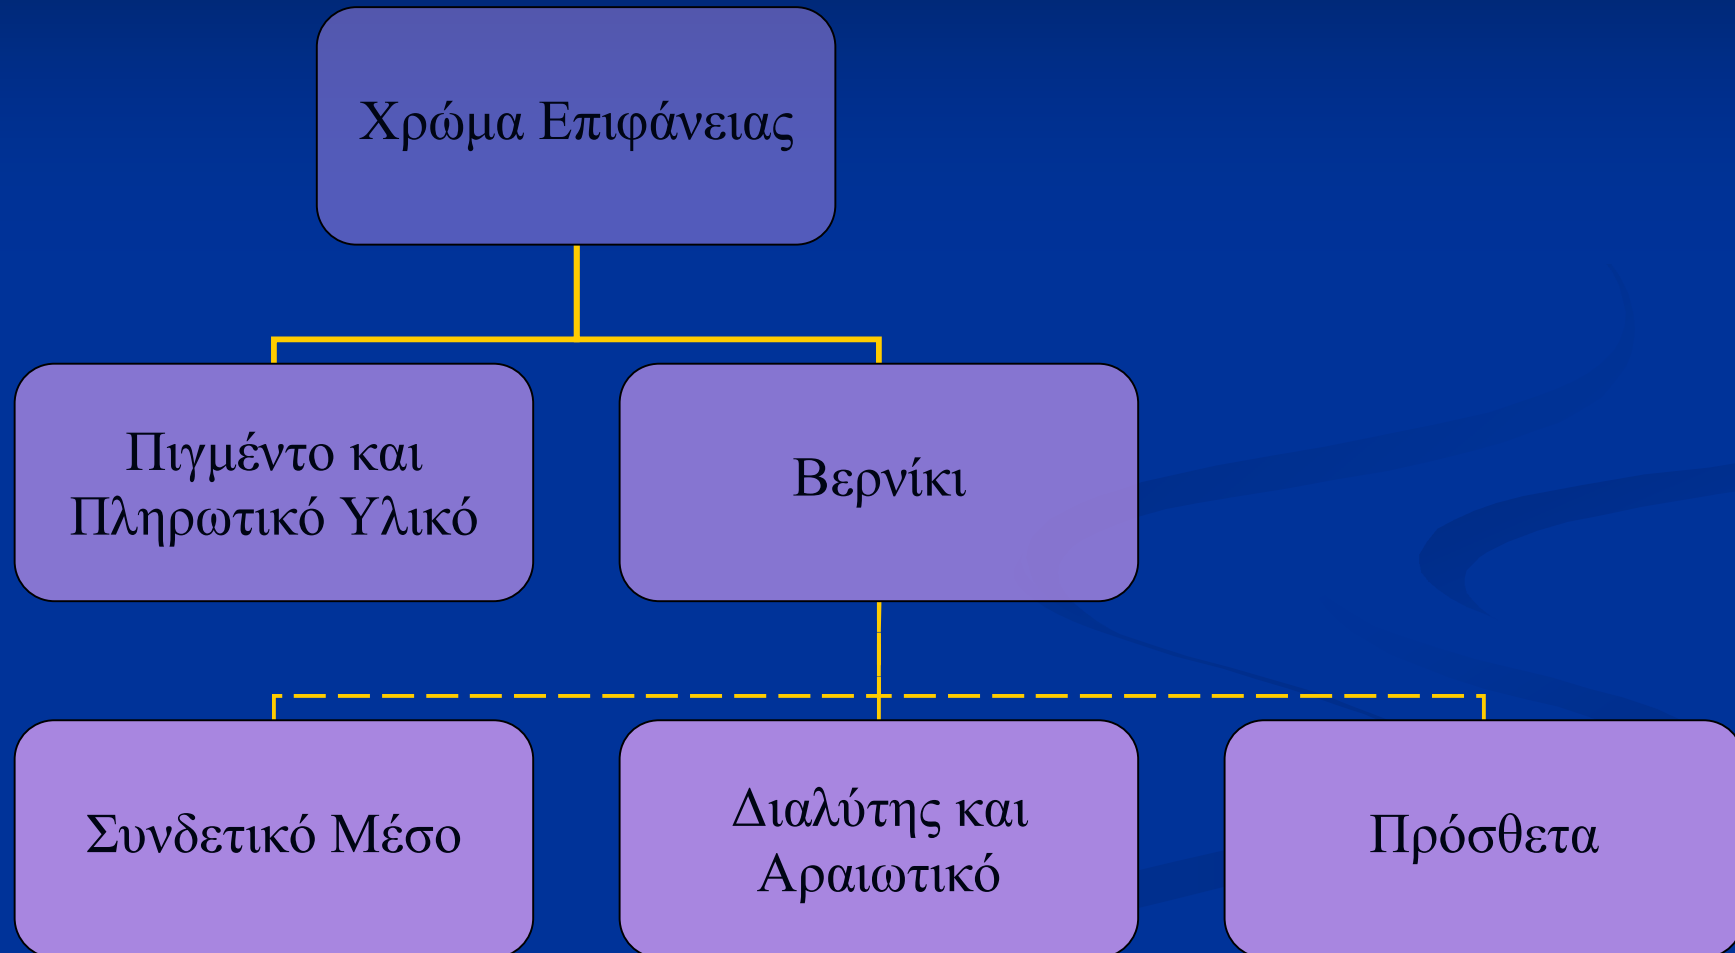 Χρώμα Επιφάνειας
Πιγμέντο και
Πληρωτικό Υλικό
Βερνίκι
Συνδετικό Μέσο
Διαλύτης και
Αραιωτικό
Πρόσθετα